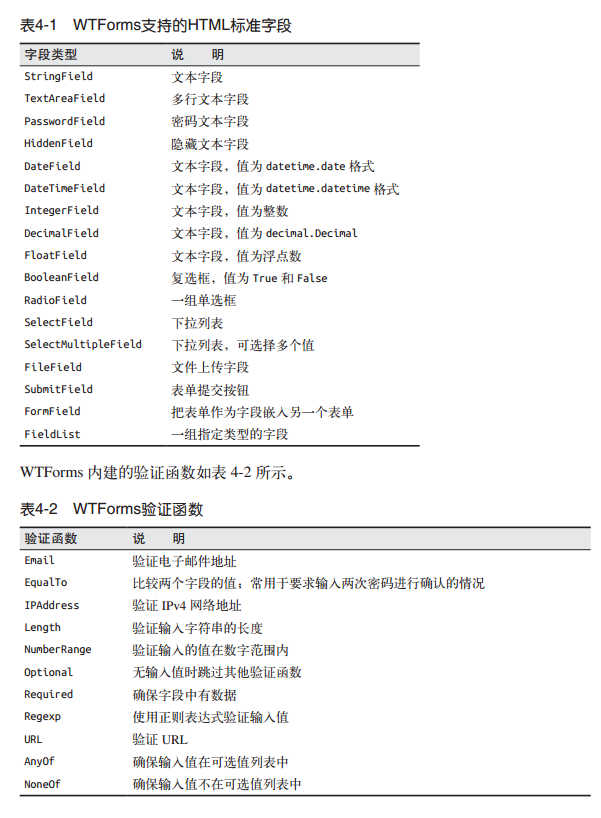 表4-1 WTForms支持的HTML标准字段
字段类型 说 明
StringField 文本字段
TextAreaField 多行文本字段
PasswordField 密码文本字段
HiddenField 隐藏文本字段
DateField 文本字段，值为 datetime.date 格式
DateTimeField 文本字段，值为 datetime.datetime 格式
IntegerField 文本字段，值为整数
DecimalField 文本字段，值为 decimal.Decimal
FloatField 文本字段，值为浮点数
BooleanField 复选框，值为 True 和 False
RadioField 一组单选框
SelectField 下拉列表
SelectMultipleField 下拉列表，可选择多个值
FileField 文件上传字段
SubmitField 表单提交按钮
FormField 把表单作为字段嵌入另一个表单
FieldList 一组指定类型的字段
WTForms 内建的验证函数如表 4-2 所示。
表4-2 WTForms验证函数
验证函数 说 明
Email 验证电子邮件地址
EqualTo 比较两个字段的值；常用于要求输入两次密码进行确认的情况
IPAddress 验证 IPv4 网络地址
Length 验证输入字符串的长度
NumberRange 验证输入的值在数字范围内
Optional 无输入值时跳过其他验证函数
Required 确保字段中有数据
Regexp 使用正则表达式验证输入值
URL 验证 URL
AnyOf 确保输入值在可选值列表中
NoneOf 确保输入值不在可选值列表中